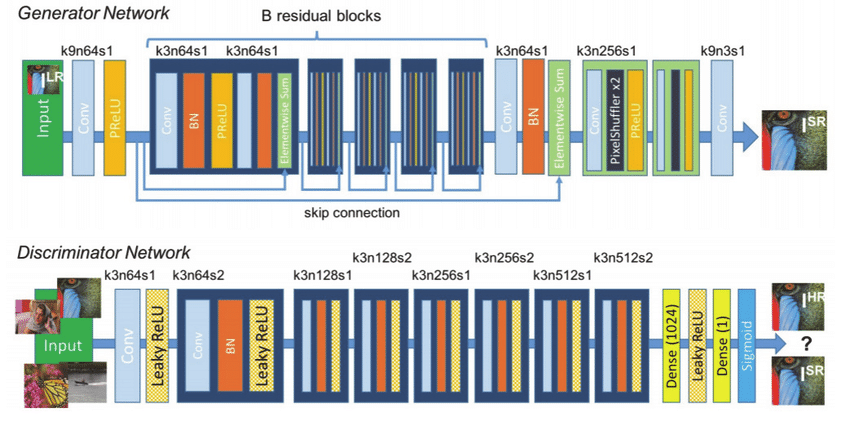 Generator Network
B residual blocks
k9n64s1
k3n64s1
k3n64s1
k3n64s1
k3n256s1
k9n3s1
I LR
Input
Conv
PReLU
Conv
BN
PReLU
Elementwise Sum
Conv
BN
Elementwise Sum
Conv
PixelShuffler x2
PReLU
Conv
I SR
skip connection
Discriminator Network
k3n64s1
k3n64s2
k3n128s1
k3n128s2
k3n256s1
k3n256s2
k3n512s1
k3n512s2
Input
Conv
Leaky ReLU
Conv
BN
Leaky ReLU
Dense (1024)
Leaky ReLU
Dense (1)
Sigmoid
I HR
?
I SR